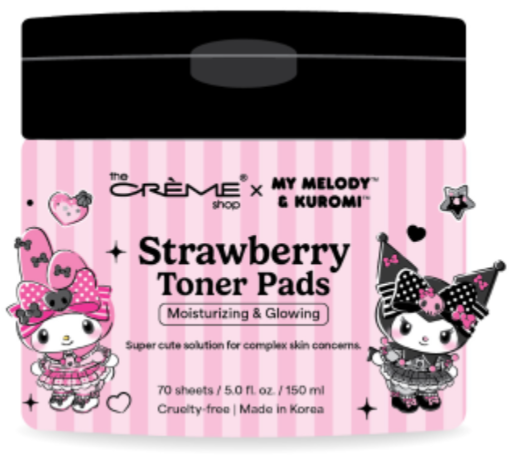 the
CRÈME® x MY MELODY™
shop & KUROMI™
Strawberry
Toner Pads
Moisturizing & Glowing
Super cute solution for complex skin concerns.
70 sheets / 5.0 fl. oz. / 150 ml
Cruelty-free | Made in Korea